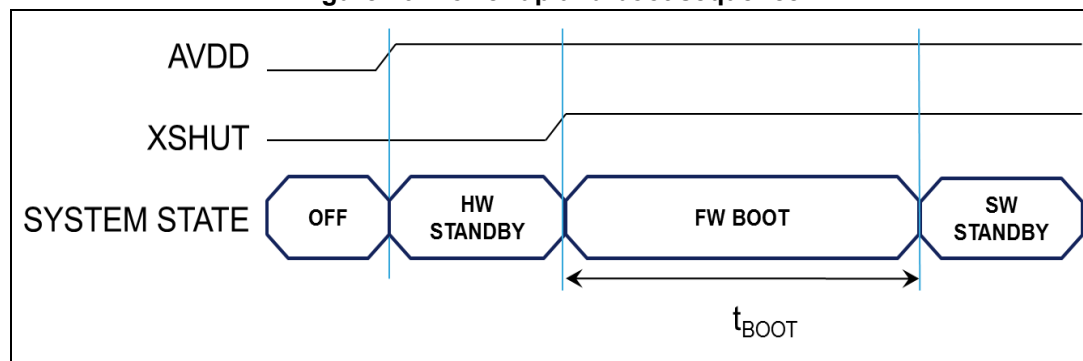 AVDD
XSHUT
SYSTEM STATE
OFF
HW
STANDBY
FW BOOT
SW
STANDBY
tBOOT